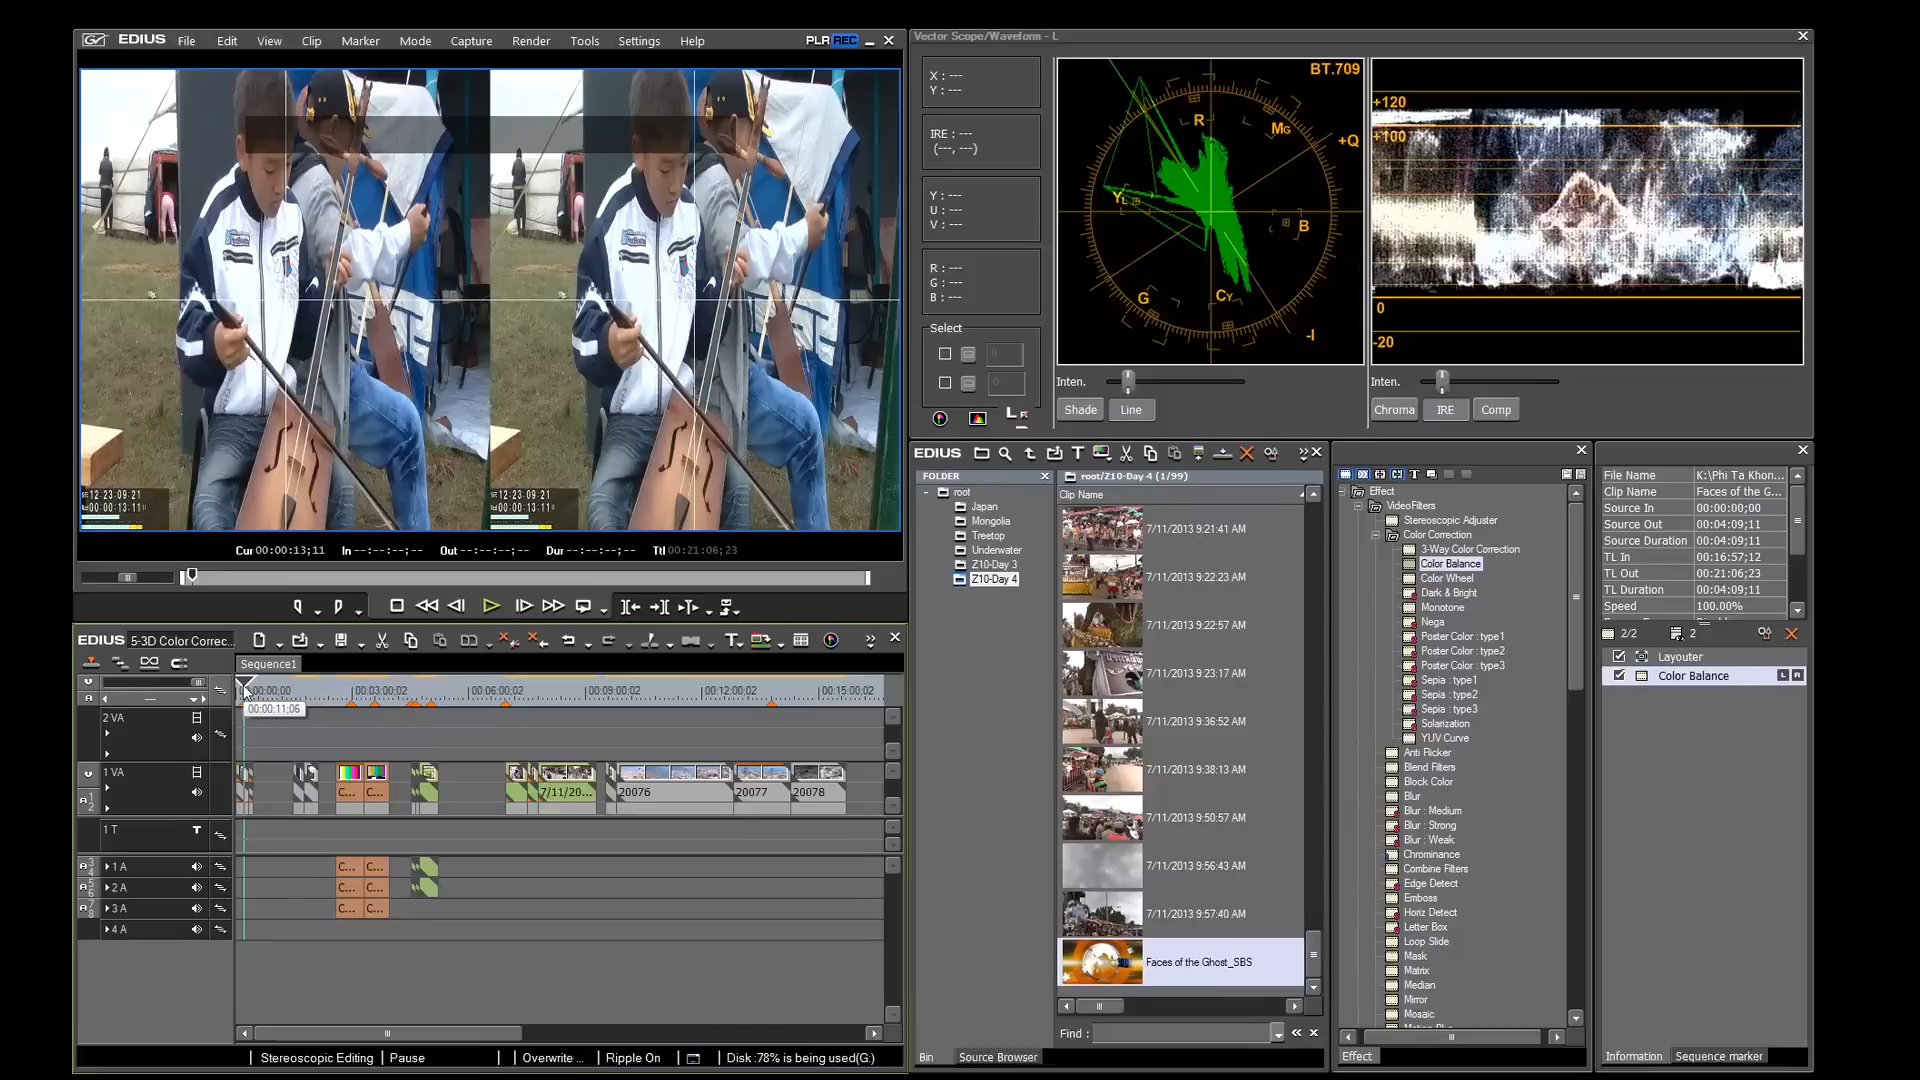 EDIUS File Edit View Clip Marker Mode Capture Render Tools Settings Help PLR REC
12:23:09;21
00:00:13;11
12:23:09;21
00:00:13;11
Cur 00:00:13;11 In --:--:--;-- Out --:--:--;-- Dur --:--:--;-- Ttl 00:21:06;23
Vector Scope/Waveform - L
X : ---
Y : ---
IRE : ---
(---, ---)
Y : ---
U : ---
V : ---
R : ---
G : ---
B : ---
Select
0
0
L R
BT.709
R
MG
+Q
YL
B
G
CY
-I
+120
+100
0
-20
Inten.
Shade Line
Inten.
Chroma IRE Comp
EDIUS 5-3D Color Correc...
Sequence1
00:00:00;00 00:03:00;02 00:06:00;02 00:09:00;02 00:12:00;02 00:15:00;02
00:00:11;06
2 VA
1 VA
C... C... 7/11/20... 20076 20077 20078
1 T T
1 A C... C...
2 A C... C...
3 A C... C...
4 A
Stereoscopic Editing Pause Overwrite ... Ripple On Disk :78% is being used(G:)
EDIUS T
FOLDER
root
Japan
Mongolia
Treetop
Underwater
Z10-Day 3
Z10-Day 4
root/Z10-Day 4 (1/99)
Clip Name
7/11/2013 9:21:41 AM
7/11/2013 9:22:23 AM
7/11/2013 9:22:57 AM
7/11/2013 9:23:17 AM
7/11/2013 9:36:52 AM
7/11/2013 9:38:13 AM
7/11/2013 9:50:57 AM
7/11/2013 9:56:43 AM
7/11/2013 9:57:40 AM
Faces of the Ghost_SBS
Find :
Bin Source Browser
Effect
VideoFilters
Stereoscopic Adjuster
Color Correction
3-Way Color Correction
Color Balance
Color Wheel
Dark & Bright
Monotone
Nega
Poster Color : type1
Poster Color : type2
Poster Color : type3
Sepia : type1
Sepia : type2
Sepia : type3
Solarization
YUV Curve
Anti Flicker
Blend Filters
Block Color
Blur
Blur : Medium
Blur : Strong
Blur : Weak
Chrominance
Combine Filters
Edge Detect
Emboss
Horiz Detect
Letter Box
Loop Slide
Mask
Matrix
Median
Mirror
Mosaic
Effect
File Name K:\Phi Ta Khon...
Clip Name Faces of the G...
Source In 00:00:00;00
Source Out 00:04:09;11
Source Duration 00:04:09;11
TL In 00:16:57;12
TL Out 00:21:06;23
TL Duration 00:04:09;11
Speed 100.00%
2/2 2
Layouter
Color Balance L R
Information Sequence marker